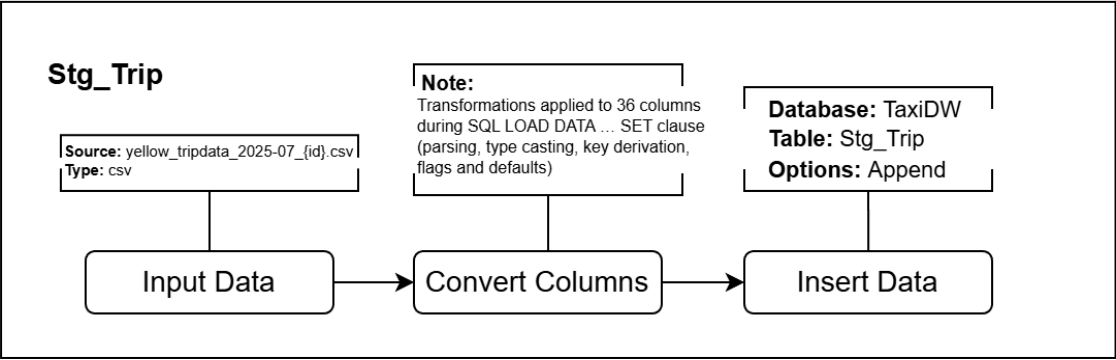 Stg_Trip
Source: yellow_tripdata_2025-07_{id}.csv
Type: csv
Note:
Transformations applied to 36 columns
during SQL LOAD DATA ... SET clause
(parsing, type casting, key derivation,
flags and defaults)
Database: TaxiDW
Table: Stg_Trip
Options: Append
Input Data
Convert Columns
Insert Data